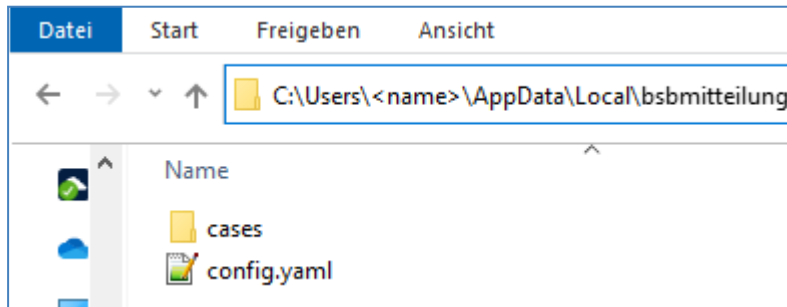 Datei Start Freigeben Ansicht
C:\Users\<name>\AppData\Local\bsbmitteilung
Name
cases
config.yaml